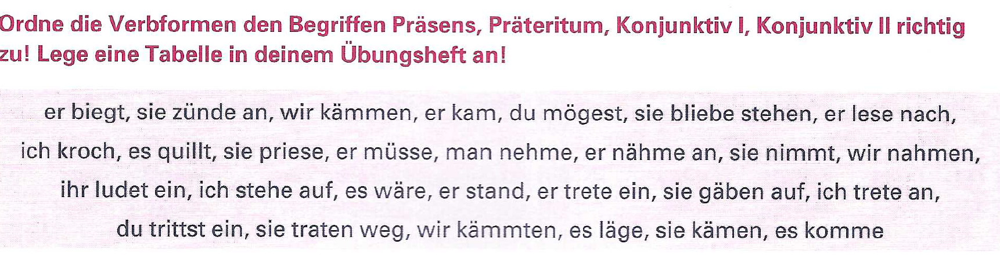 Ordne die Verbformen den Begriffen Präsens, Präteritum, Konjunktiv I, Konjunktiv II richtig
zu! Lege eine Tabelle in deinem Übungsheft an!
er biegt, sie zünde an, wir kämmen, er kam, du mögest, sie bliebe stehen, er lese nach,
ich kroch, es quillt, sie priese, er müsse, man nehme, er nähme an, sie nimmt, wir nahmen,
ihr ludet ein, ich stehe auf, es wäre, er stand, er trete ein, sie gäben auf, ich trete an,
du trittst ein, sie traten weg, wir kämmten, es läge, sie kämen, es komme